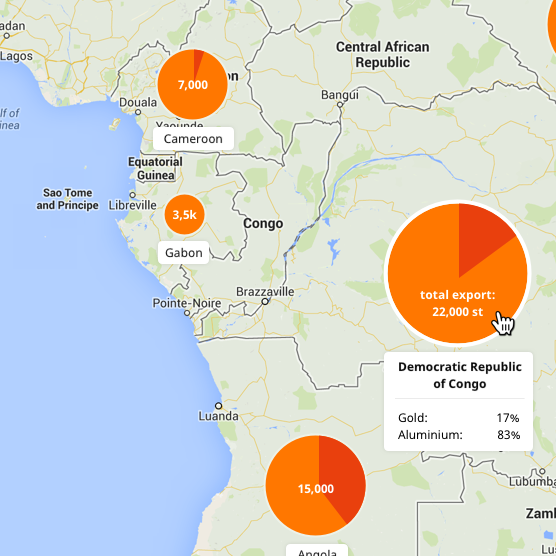 adan
Lagos
lf of
inea
7,000
on
Douala
Yaounde
Cameroon
Central African
Republic
Bangui
Equatorial
Guinea
Sao Tome
and Principe
Libreville
3,5k
Gabon
Congo
Brazzaville
Pointe-Noire
total export:
22,000 st
Democratic Republic
of Congo
Gold: 17%
Aluminium: 83%
Luanda
15,000
Angola
Lubumba
Zam
Lus